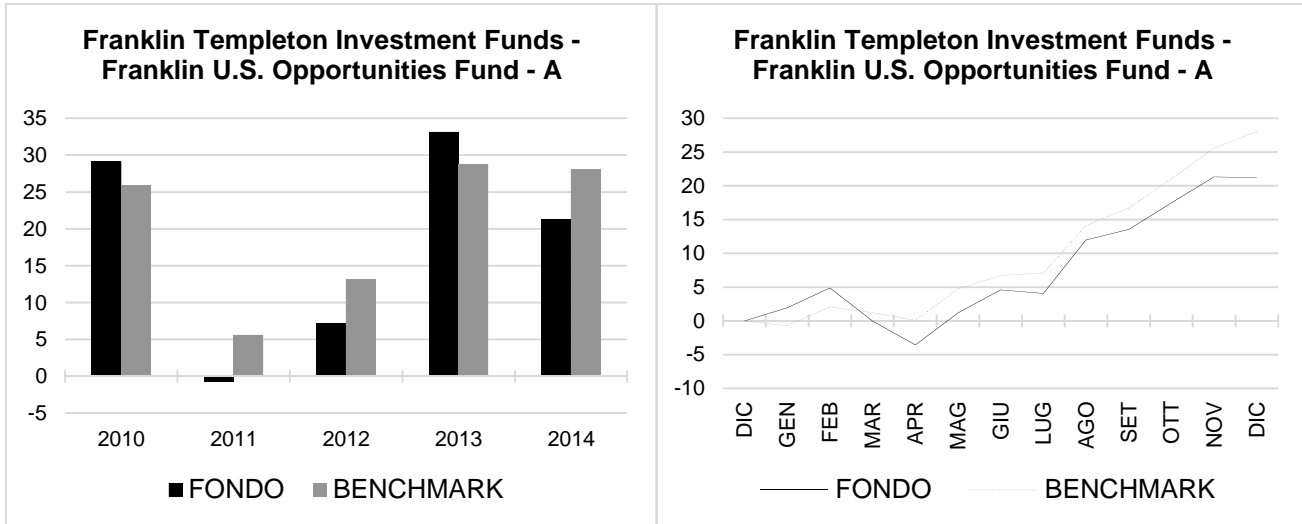 Franklin Templeton Investment Funds -
Franklin U.S. Opportunities Fund - A
35
30
25
20
15
10
5
0
-5
2010 2011 2012 2013 2014
FONDO BENCHMARK
Franklin Templeton Investment Funds -
Franklin U.S. Opportunities Fund - A
30
25
20
15
10
5
0
-5
-10
DIC GEN FEB MAR APR MAG GIU LUG AGO SET OTT NOV DIC
FONDO BENCHMARK